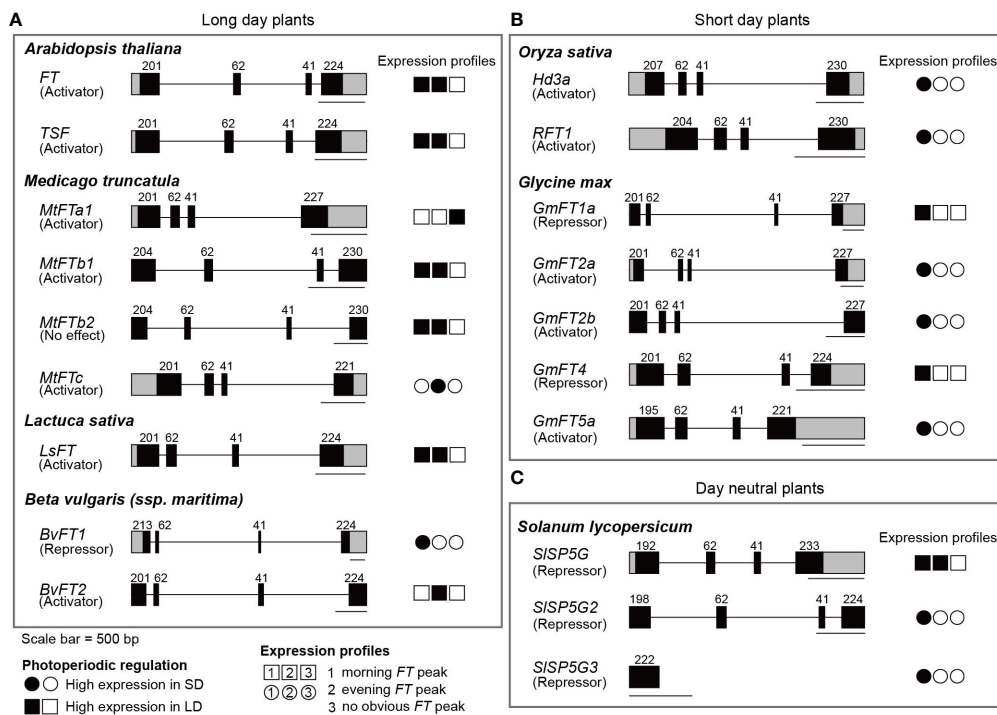 A Long day plants
Arabidopsis thaliana
Expression profiles
201 62 41 224
FT
(Activator)
201 62 41 224
TSF
(Activator)
Medicago truncatula
201 62 41 227
MtFTa1
(Activator)
204 62 41 230
MtFTb1
(Activator)
204 62 41 230
MtFTb2
(No effect)
201 62 41 221
MtFTc
(Activator)
Lactuca sativa
201 62 41 224
LsFT
(Activator)
Beta vulgaris (ssp. maritima)
213 62 41 224
BvFT1
(Repressor)
201 62 41 224
BvFT2
(Activator)
Scale bar = 500 bp
Photoperiodic regulation
High expression in SD
High expression in LD
Expression profiles
1 2 3 1 morning FT peak
1 2 3 2 evening FT peak
3 no obvious FT peak
B Short day plants
Oryza sativa
Expression profiles
207 62 41 230
Hd3a
(Activator)
204 62 41 230
RFT1
(Activator)
Glycine max
201 62 41 227
GmFT1a
(Repressor)
201 62 41 227
GmFT2a
(Activator)
201 62 41 227
GmFT2b
(Activator)
201 62 41 224
GmFT4
(Repressor)
195 62 41 221
GmFT5a
(Activator)
C Day neutral plants
Solanum lycopersicum
Expression profiles
192 62 41 233
SlSP5G
(Repressor)
198 62 41 224
SlSP5G2
(Repressor)
222
SlSP5G3
(Repressor)